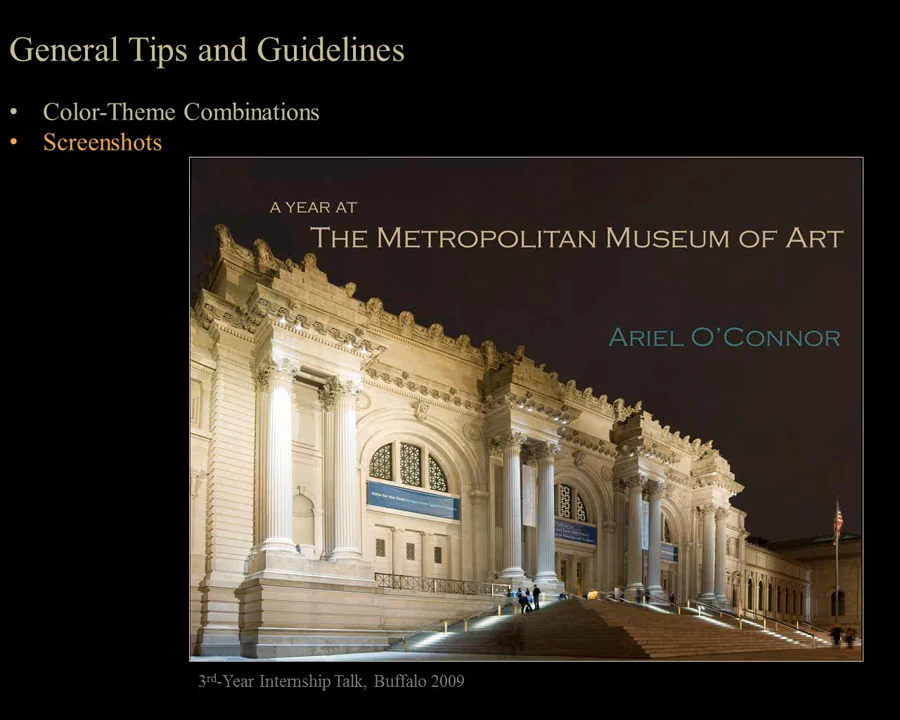 General Tips and Guidelines
• Color-Theme Combinations
• Screenshots
A YEAR AT
THE METROPOLITAN MUSEUM OF ART
ARIEL O'CONNOR
3rd-Year Internship Talk, Buffalo 2009